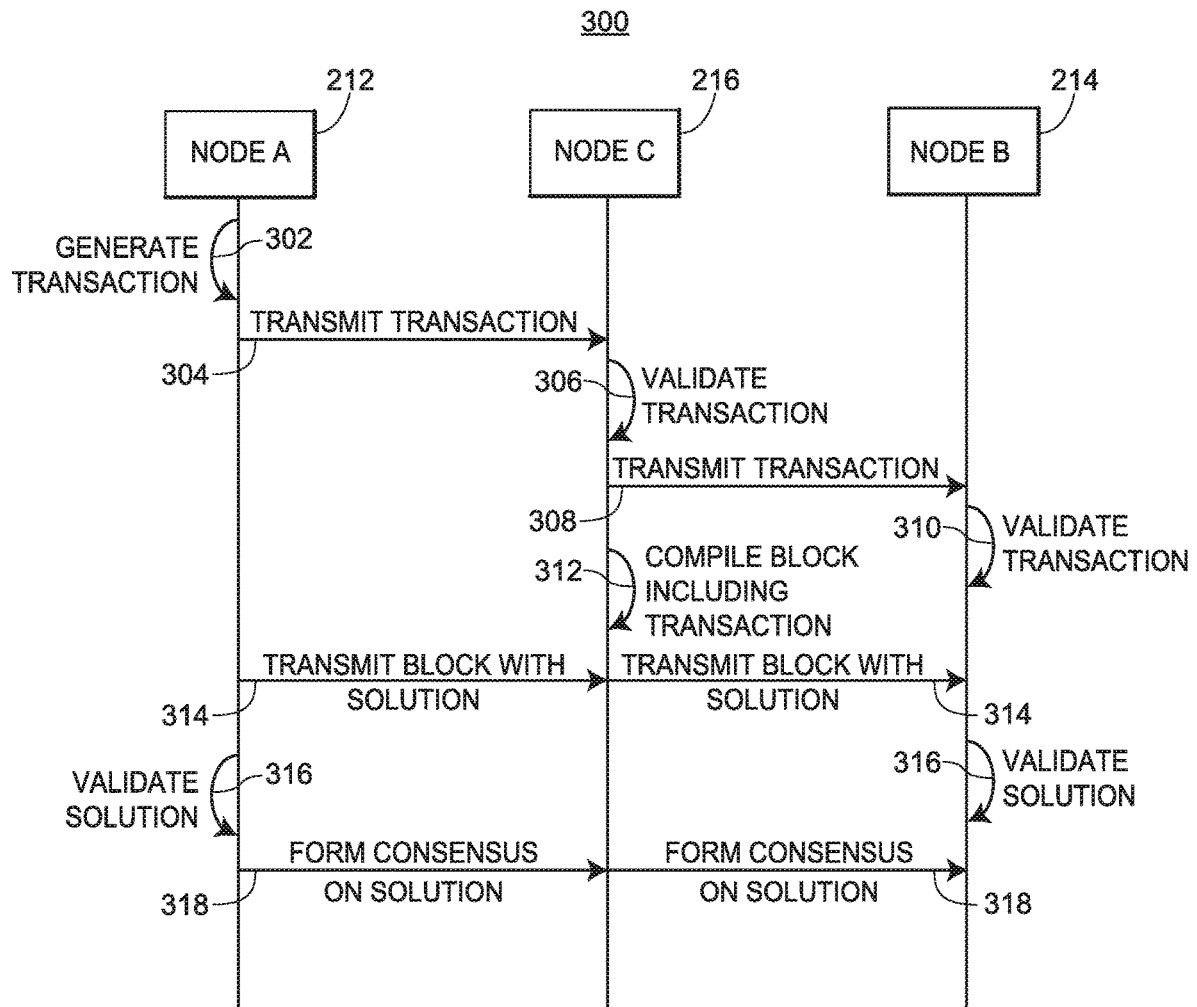 300
212
216
214
NODE A
NODE C
NODE B
302
GENERATE
TRANSACTION
TRANSMIT TRANSACTION
304
306
VALIDATE
TRANSACTION
TRANSMIT TRANSACTION
308
310
VALIDATE
TRANSACTION
312
COMPILE BLOCK
INCLUDING
TRANSACTION
TRANSMIT BLOCK WITH
SOLUTION
314
TRANSMIT BLOCK WITH
SOLUTION
314
VALIDATE
SOLUTION
316
316
VALIDATE
SOLUTION
FORM CONSENSUS
ON SOLUTION
318
FORM CONSENSUS
ON SOLUTION
318